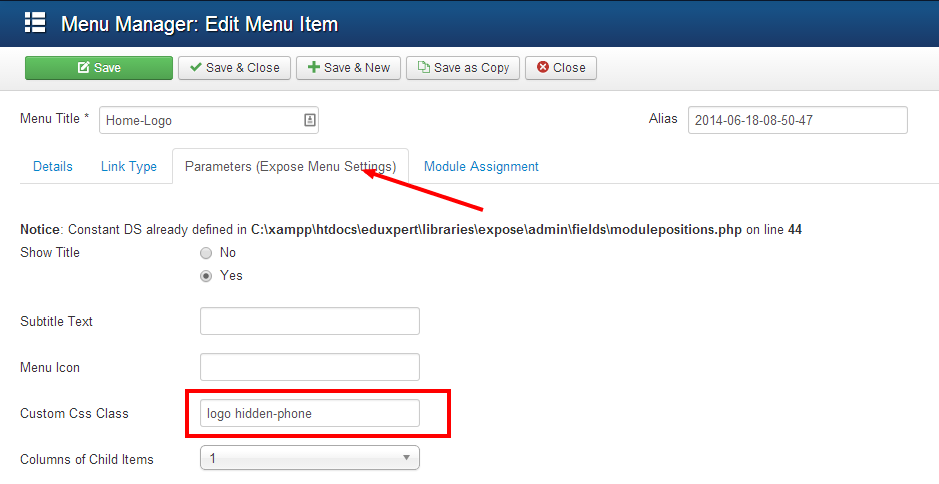 Menu Manager: Edit Menu Item
Save Save & Close Save & New Save as Copy Close
Menu Title * Home-Logo Alias 2014-06-18-08-50-47
Details Link Type Parameters (Expose Menu Settings) Module Assignment
Notice: Constant DS already defined in C:\xampp\htdocs\eduxpert\libraries\expose\admin\fields\modulepositions.php on line 44
Show Title No
Yes
Subtitle Text
Menu Icon
Custom Css Class logo hidden-phone
Columns of Child Items 1